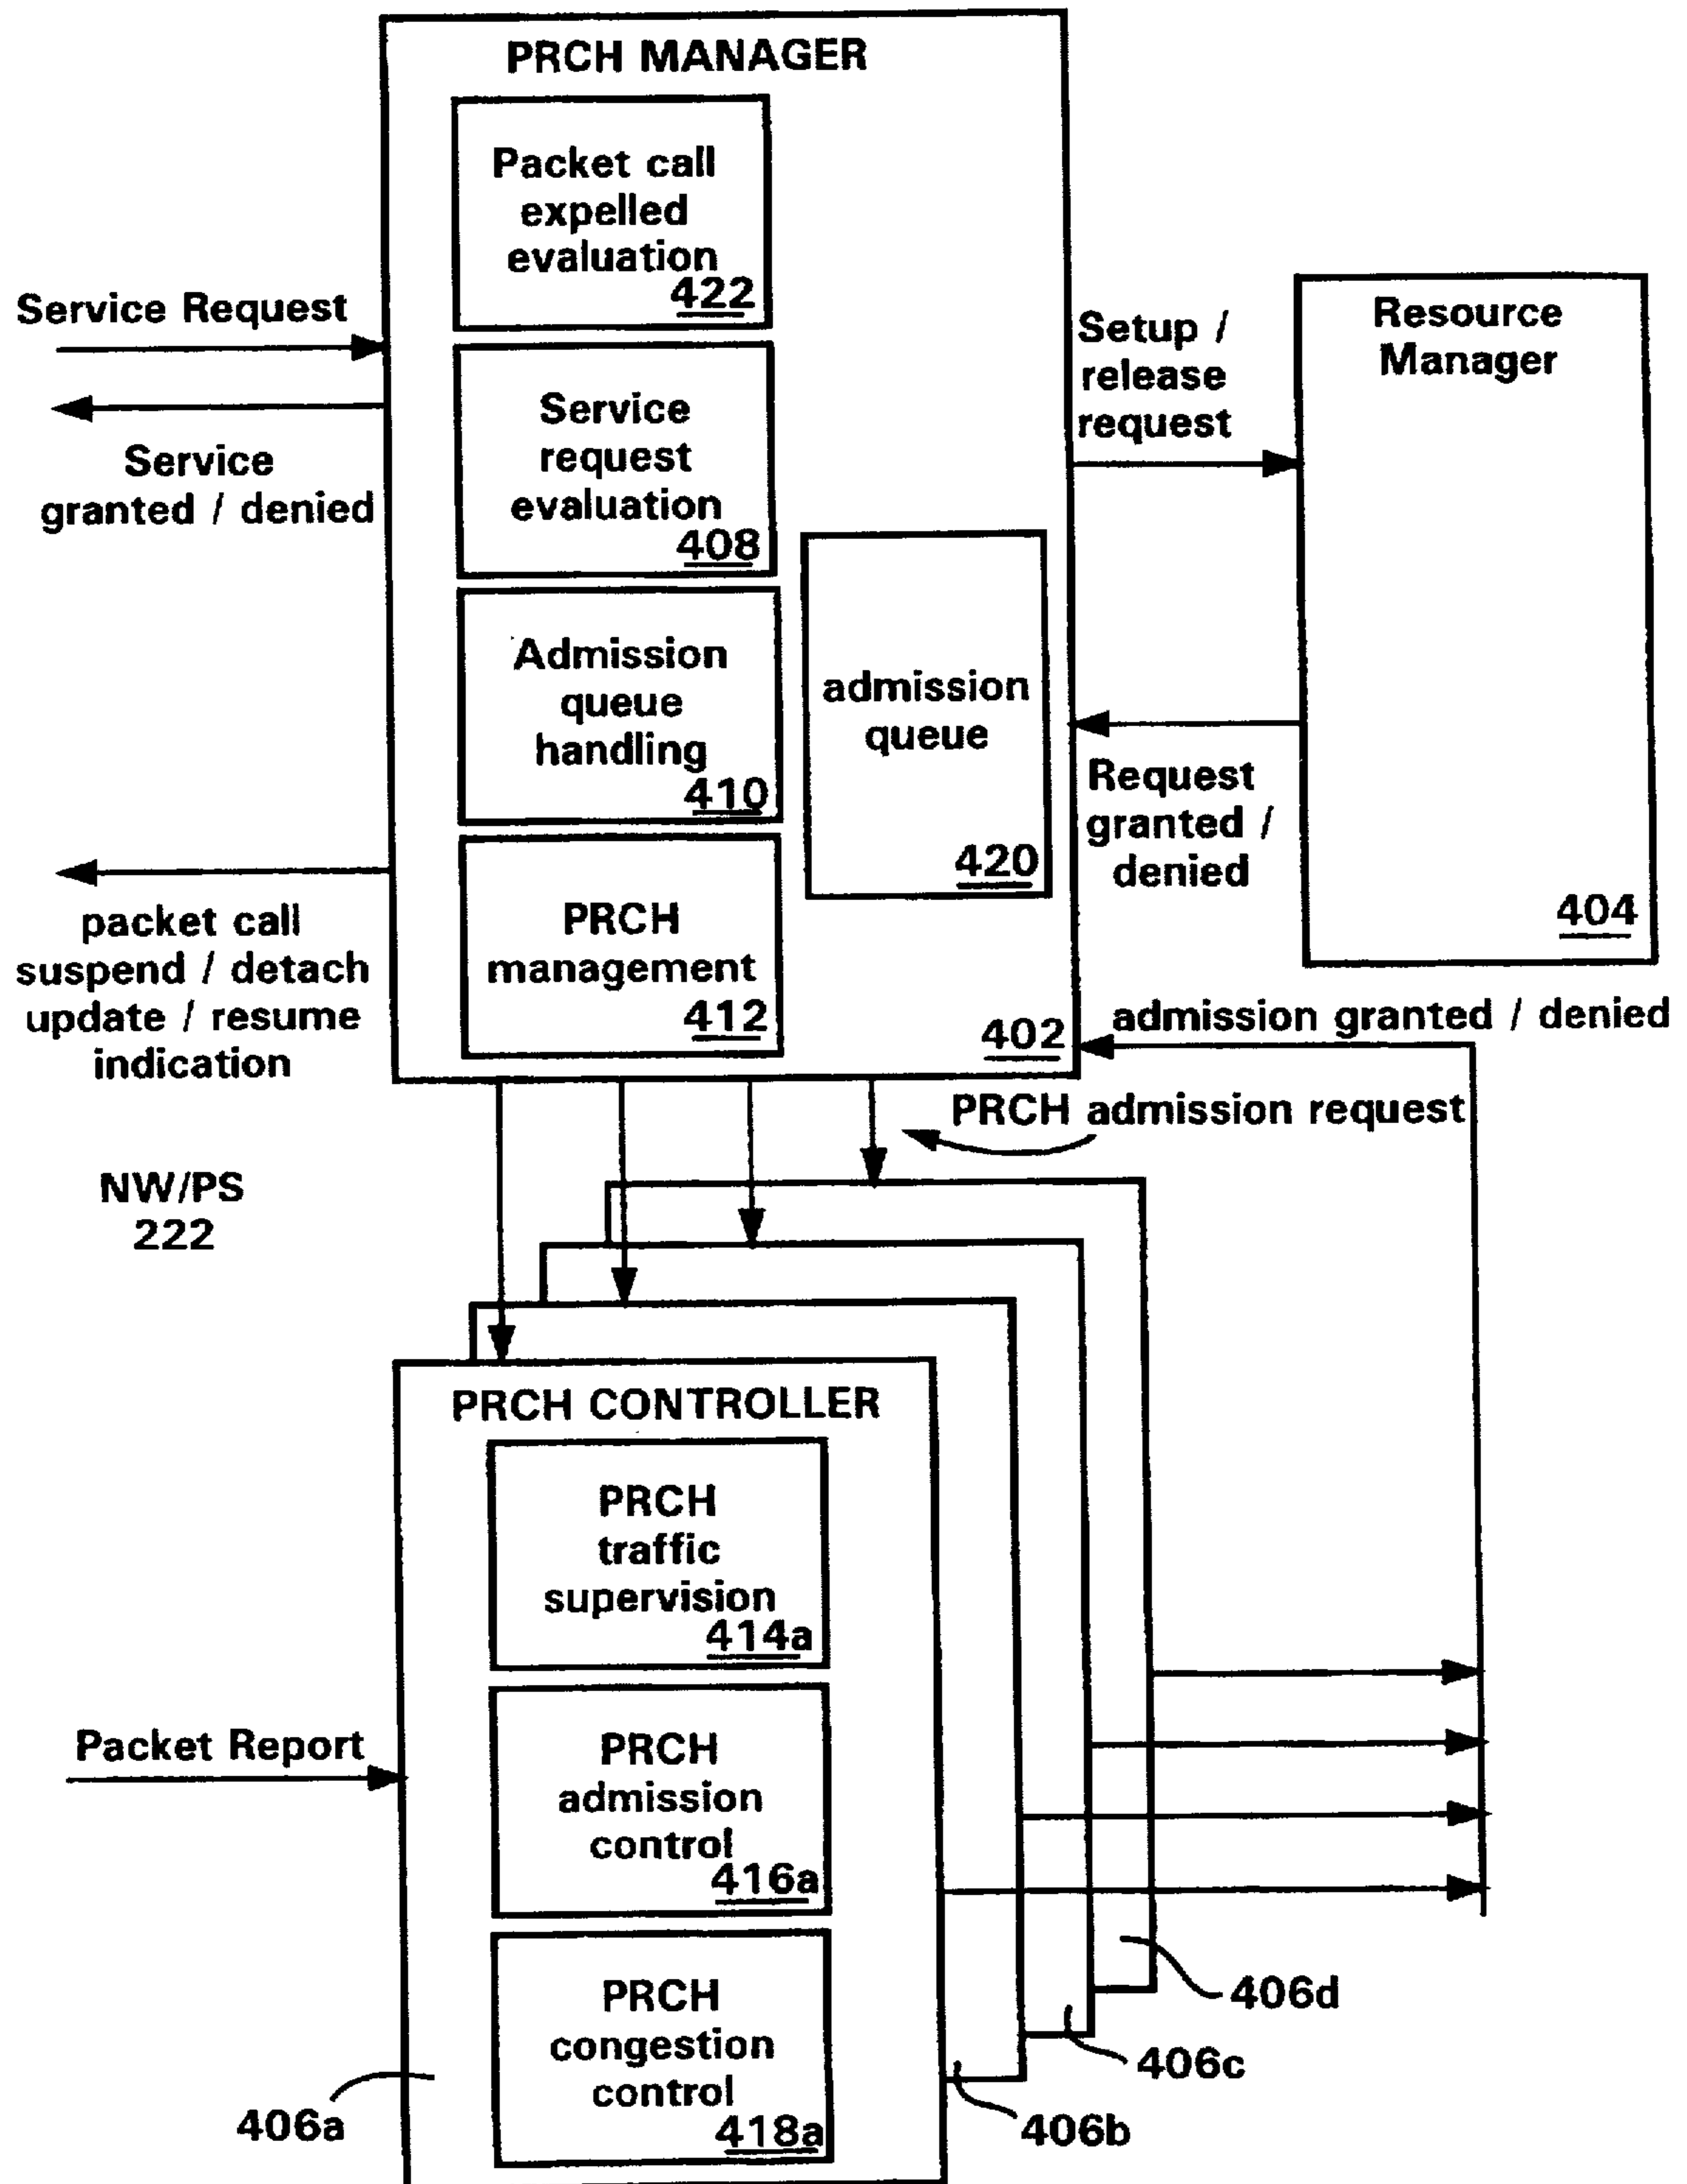 PRCH MANAGER
Packet call
expelled
evaluation
422
Service Request
Service
granted / denied
Service
request
evaluation
408
Setup /
release
request
Resource
Manager
Admission
queue
handling
410
admission
queue
420
Request
granted /
denied
404
packet call
suspend / detach
update / resume
indication
PRCH
management
412
402
admission granted / denied
PRCH admission request
NW/PS
222
PRCH CONTROLLER
PRCH
traffic
supervision
414a
Packet Report
PRCH
admission
control
416a
PRCH
congestion
control
418a
406a
406b
406c
406d